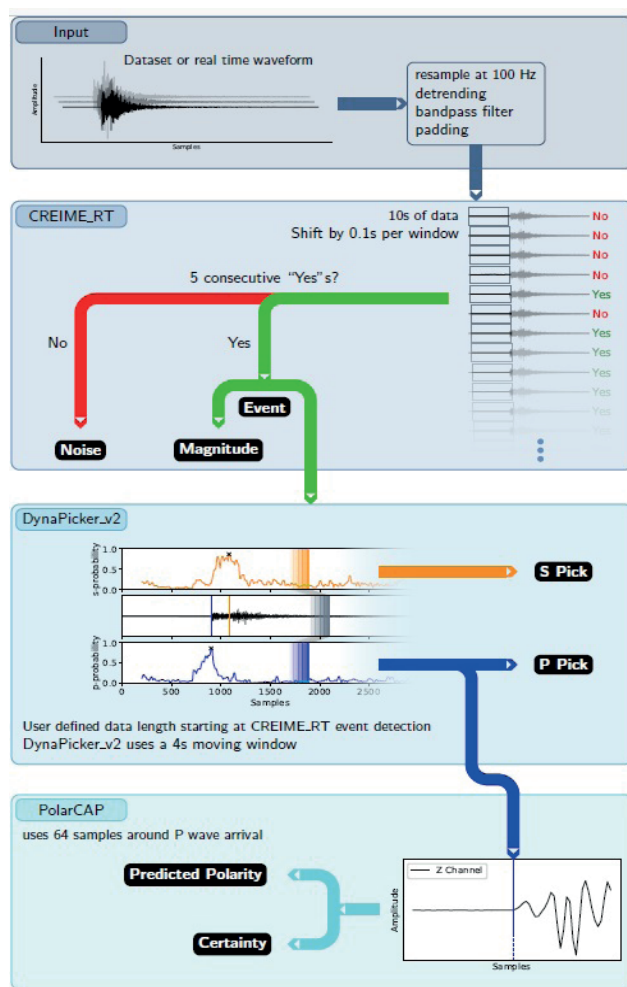 Input
Dataset or real time waveform
Amplitude
Samples
resample at 100 Hz
detrending
bandpass filter
padding
CREIME_RT
10s of data
Shift by 0.1s per window
No
No
No
No
Yes
No
Yes
Yes
Yes
Yes
Yes
5 consecutive "Yes"s?
No
Yes
Event
Noise
Magnitude
DynaPicker_v2
s-probability
1.0
0.5
0.0
S Pick
p-probability
1.0
0.5
0.0
0
500
1000
1500
2000
2500
Samples
P Pick
User defined data length starting at CREIME_RT event detection
DynaPicker_v2 uses a 4s moving window
PolarCAP
uses 64 samples around P wave arrival
Predicted Polarity
Certainty
Z Channel
Amplitude
Samples